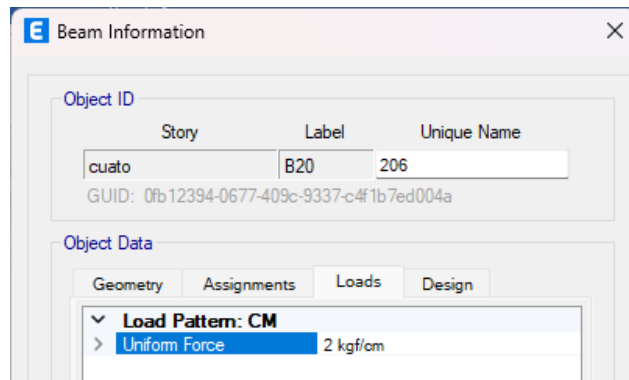 E Beam Information
Object ID
Story Label Unique Name
cuato B20 206
GUID: 0fb12394-0677-409c-9337-c4f1b7ed004a
Object Data
Geometry Assignments Loads Design
Load Pattern: CM
Uniform Force 2 kgf/cm